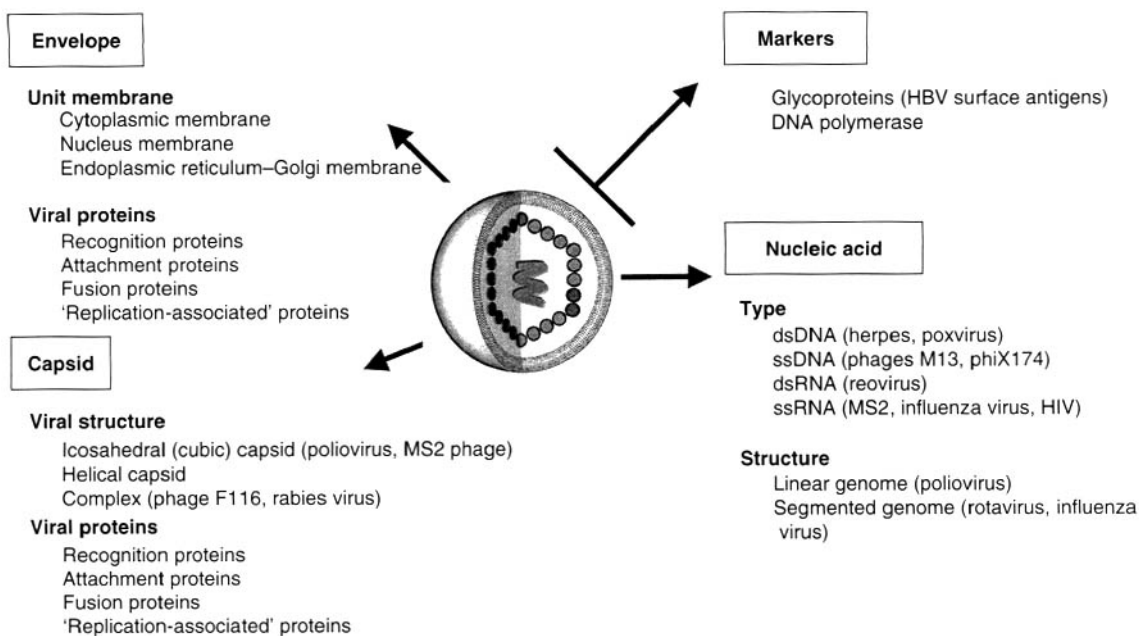 Envelope
Unit membrane
Cytoplasmic membrane
Nucleus membrane
Endoplasmic reticulum–Golgi membrane
Viral proteins
Recognition proteins
Attachment proteins
Fusion proteins
'Replication-associated' proteins
Capsid
Viral structure
Icosahedral (cubic) capsid (poliovirus, MS2 phage)
Helical capsid
Complex (phage F116, rabies virus)
Viral proteins
Recognition proteins
Attachment proteins
Fusion proteins
'Replication-associated' proteins
Markers
Glycoproteins (HBV surface antigens)
DNA polymerase
Nucleic acid
Type
dsDNA (herpes, poxvirus)
ssDNA (phages M13, phiX174)
dsRNA (reovirus)
ssRNA (MS2, influenza virus, HIV)
Structure
Linear genome (poliovirus)
Segmented genome (rotavirus, influenza
virus)